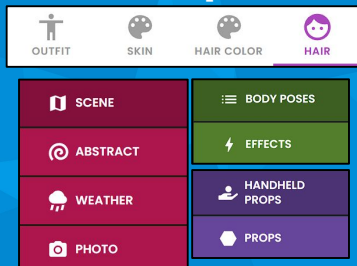 OUTFIT
SKIN
HAIR COLOR
HAIR
SCENE
ABSTRACT
WEATHER
PHOTO
BODY POSES
EFFECTS
HANDHELD
PROPS
PROPS